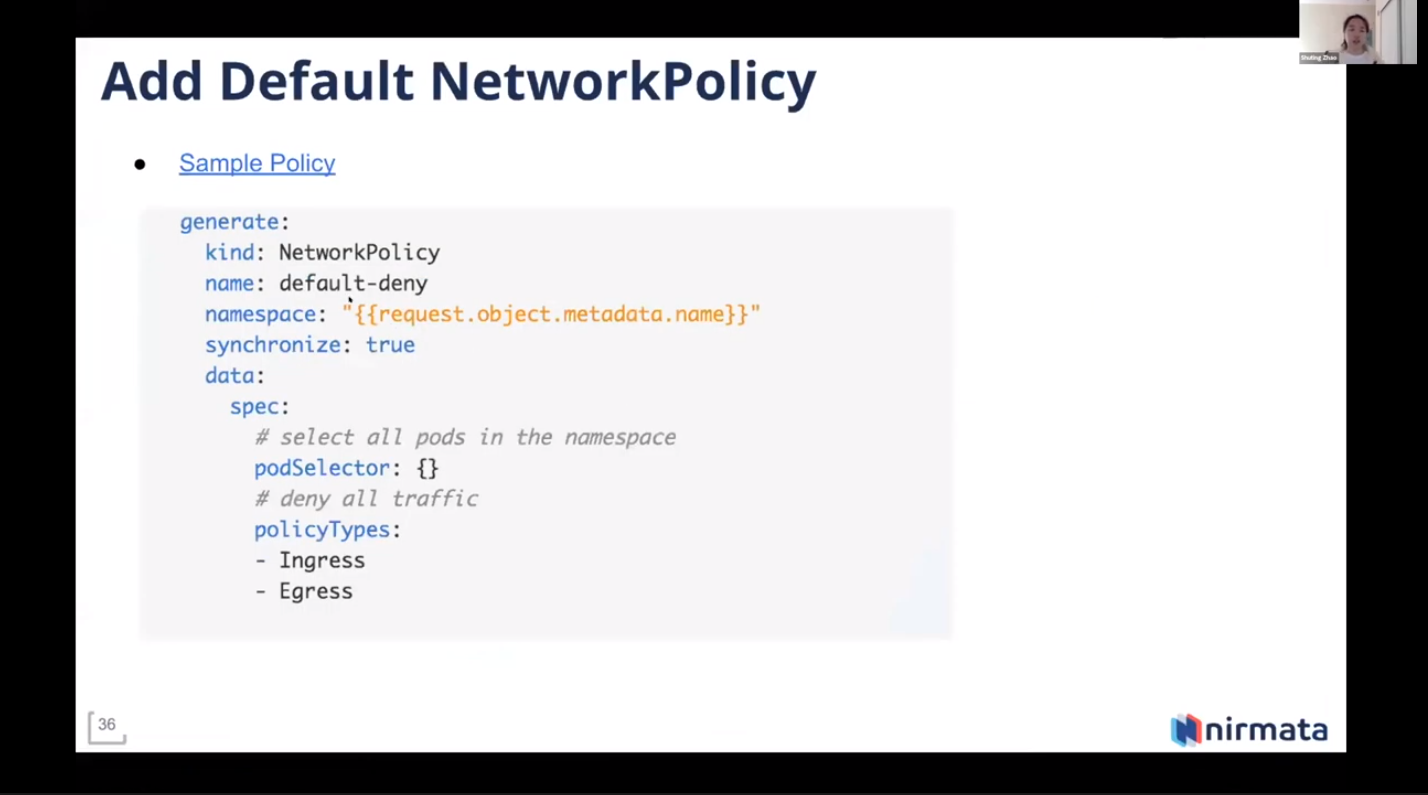 Shuting Zhao
Add Default NetworkPolicy
● Sample Policy
generate:
  kind: NetworkPolicy
  name: default-deny
  namespace: "{{request.object.metadata.name}}"
  synchronize: true
  data:
    spec:
      # select all pods in the namespace
      podSelector: {}
      # deny all traffic
      policyTypes:
      - Ingress
      - Egress
36
nirmata